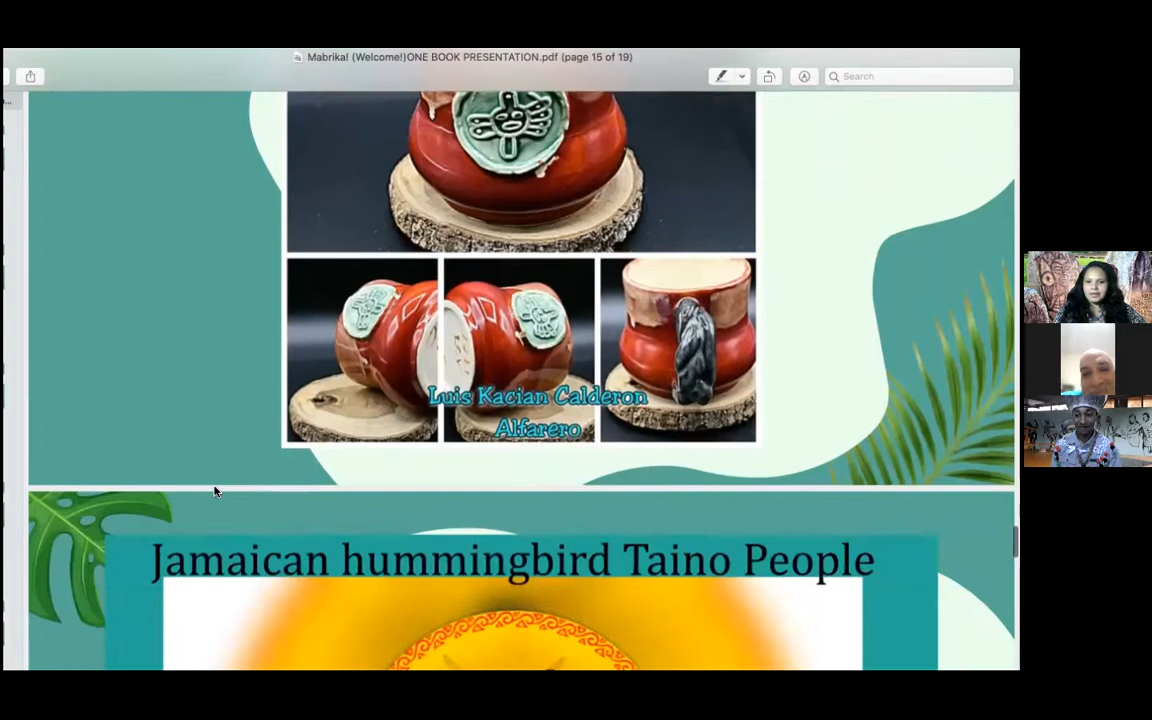 Mabrika! (Welcome!)ONE BOOK PRESENTATION.pdf (page 15 of 19)
Search
Luis Kacian Calderon
Alfarero
Jamaican hummingbird Taino People